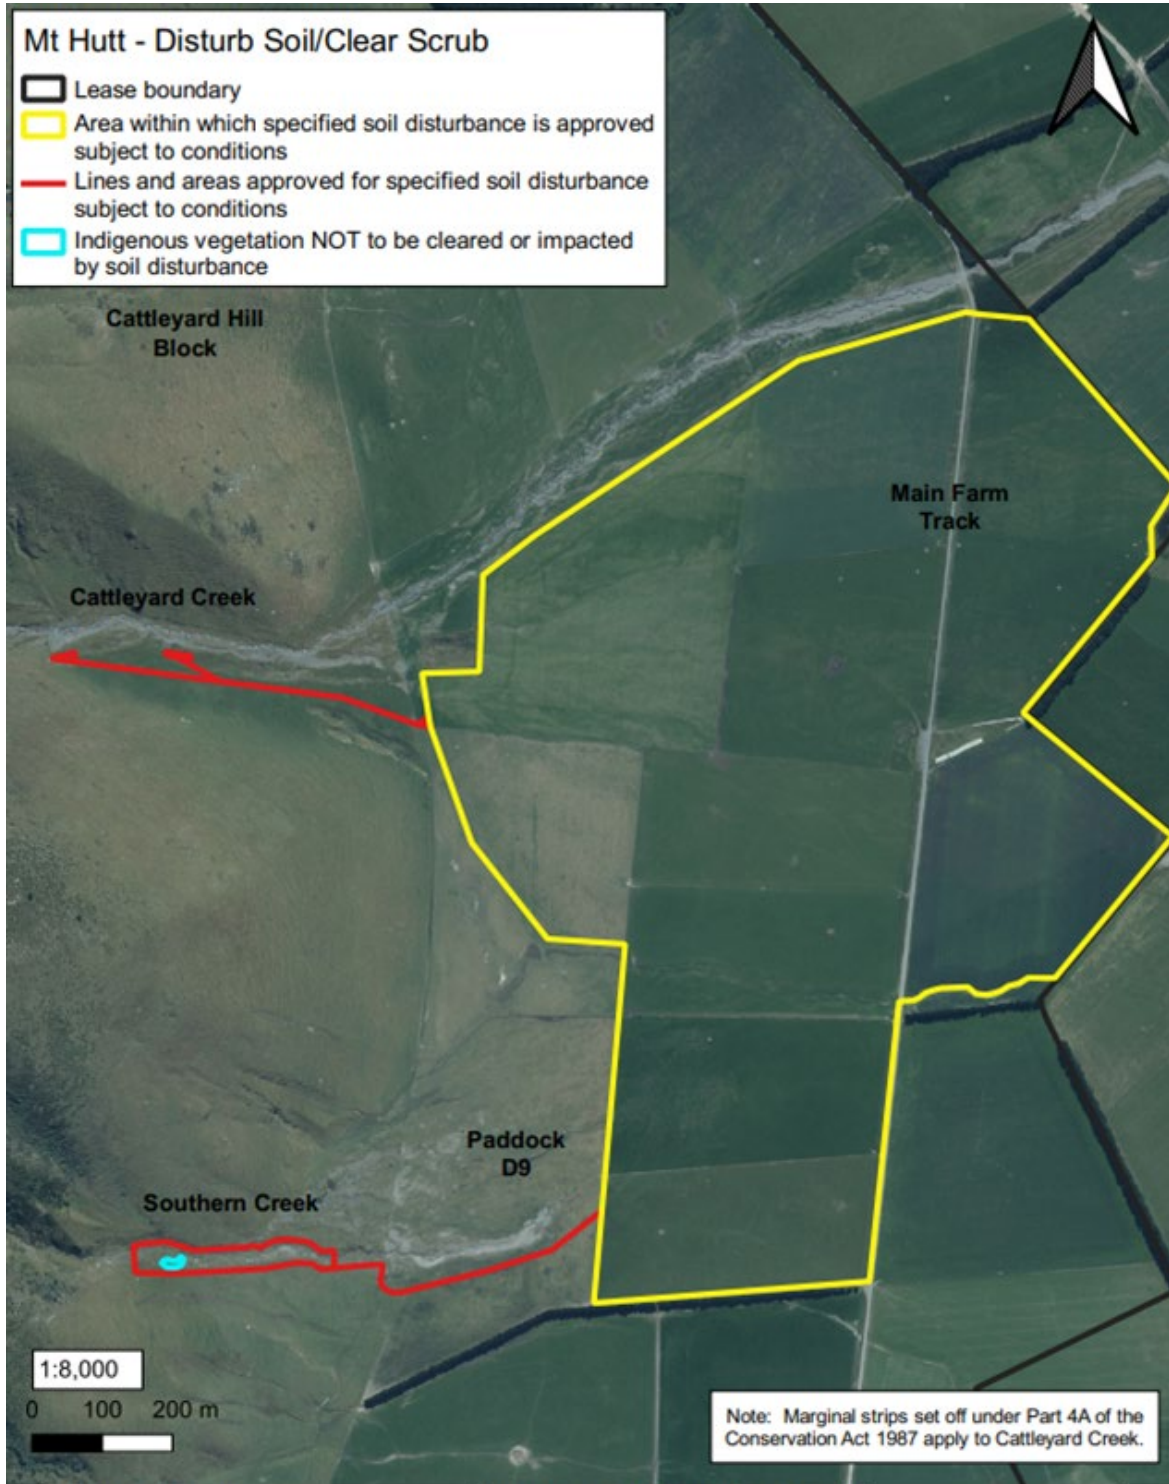 Mt Hutt - Disturb Soil/Clear Scrub
Lease boundary
Area within which specified soil disturbance is approved
subject to conditions
Lines and areas approved for specified soil disturbance
subject to conditions
Indigenous vegetation NOT to be cleared or impacted
by soil disturbance
Cattleyard Hill
Block
Main Farm
Track
Cattleyard Creek
Paddock
D9
Southern Creek
1:8,000
0 100 200 m
Note: Marginal strips set off under Part 4A of the
Conservation Act 1987 apply to Cattleyard Creek.